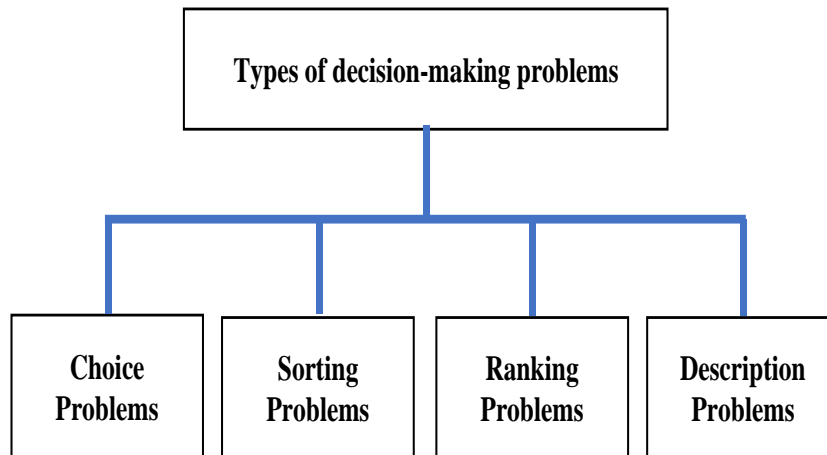 Types of decision-making problems
Choice
Problems
Sorting
Problems
Ranking
Problems
Description
Problems